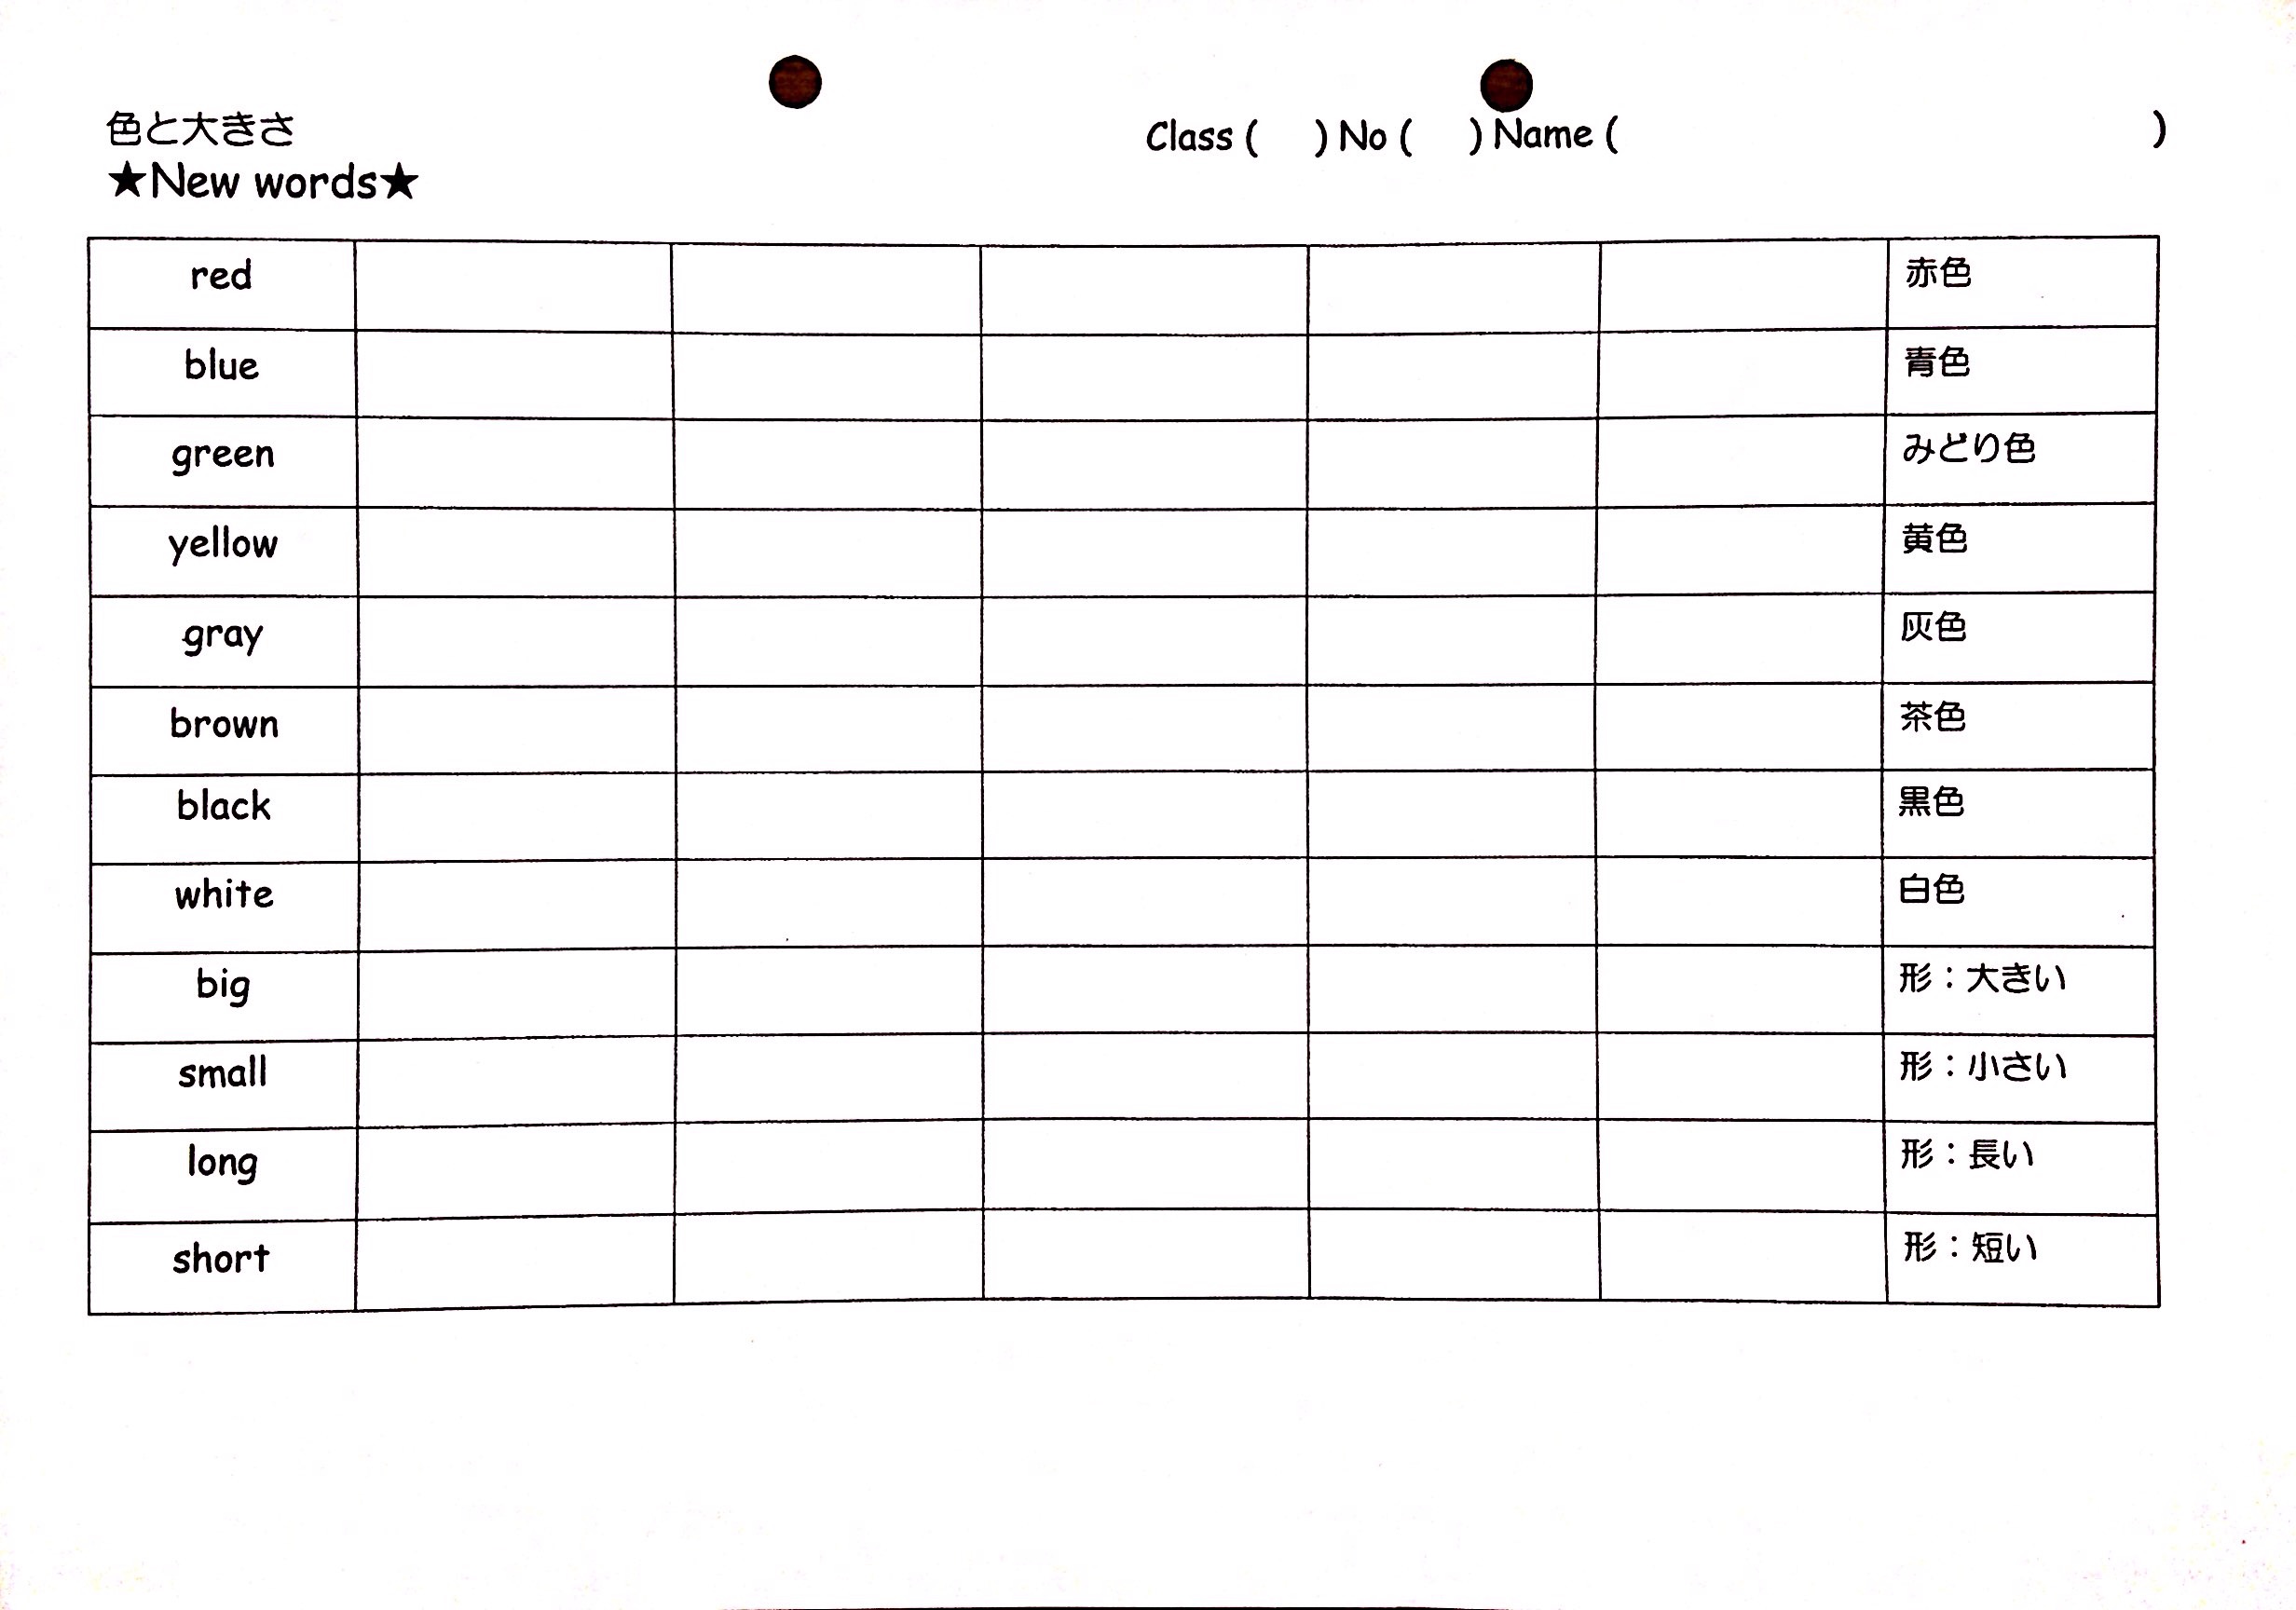 色と大きさ
Class (    ) No (    ) Name (    )
★New words★
red 赤色
blue 青色
green みどり色
yellow 黄色
gray 灰色
brown 茶色
black 黒色
white 白色
big 形：大きい
small 形：小さい
long 形：長い
short 形：短い